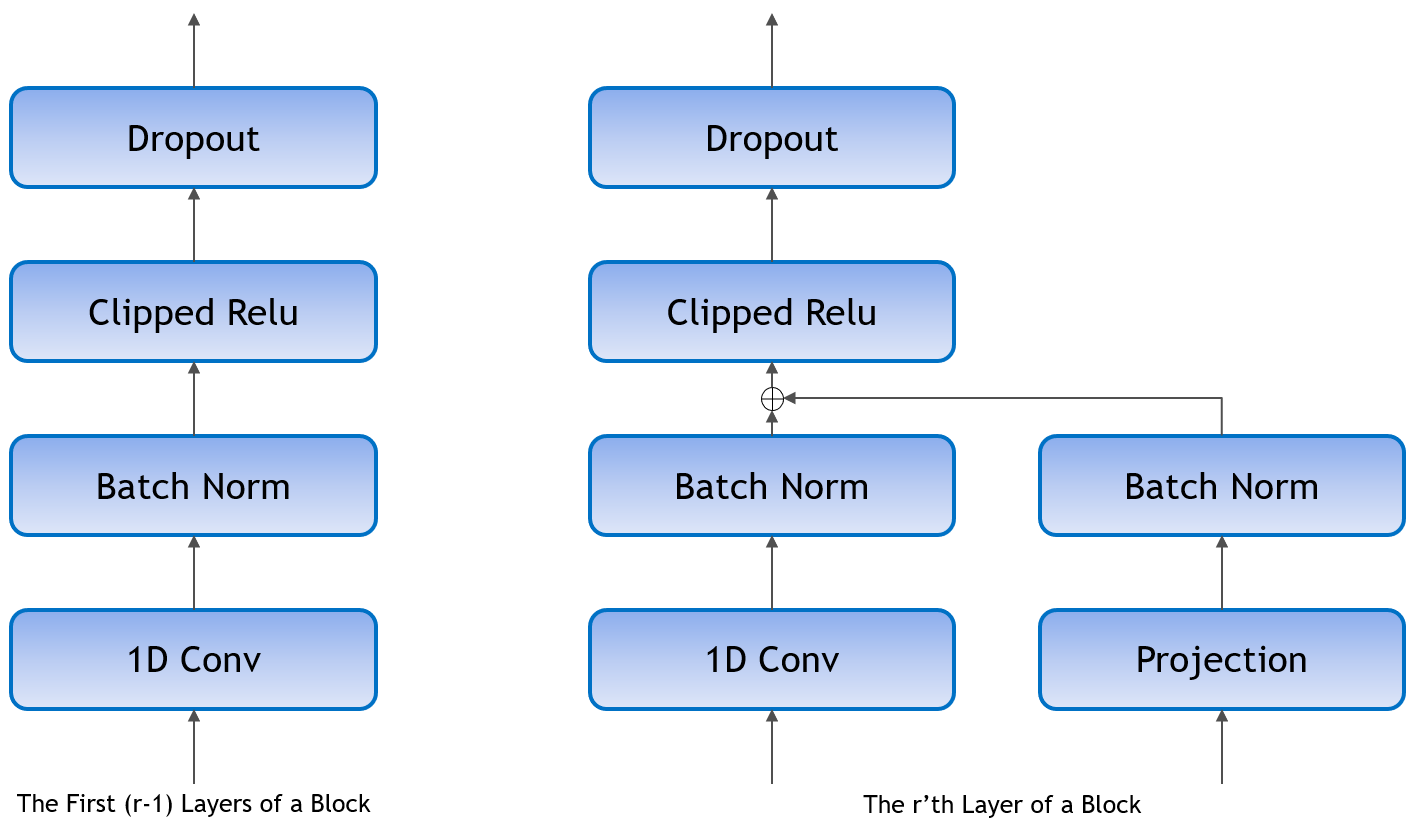 Dropout
Clipped Relu
Batch Norm
1D Conv
The First (r-1) Layers of a Block
Dropout
Clipped Relu
Batch Norm
1D Conv
Batch Norm
Projection
The r’th Layer of a Block